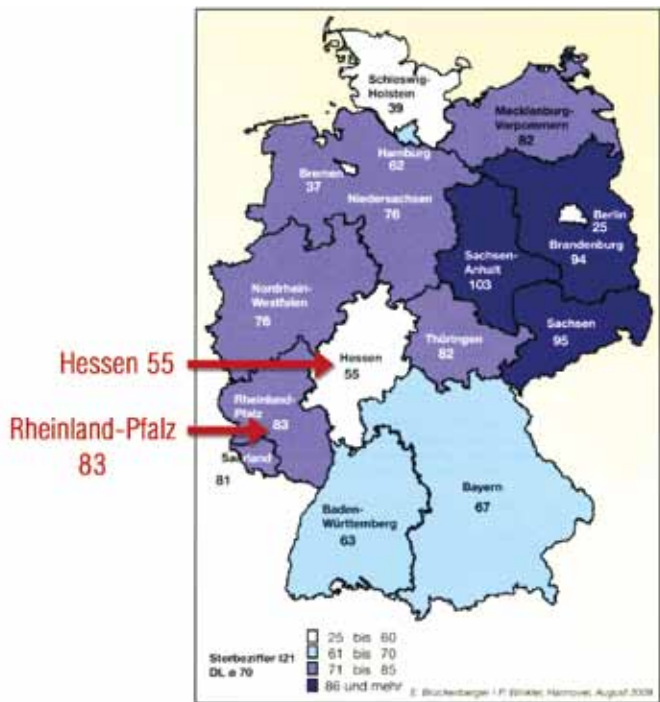 Schleswig-
Holstein
39
Mecklenburg-
Vorpommern
82
Hamburg
62
Bremen
37
Niedersachsen
76
Berlin
25
Brandenburg
94
Sachsen-
Anhalt
103
Nordrhein-
Westfalen
76
Sachsen
95
Thüringen
82
Hessen 55
Hessen
55
Rheinland-Pfalz
83
Rheinland-
Pfalz
83
Saarland
81
Bayern
67
Baden-
Württemberg
63
Sterbeziffer I21
DL ø 70
25 bis 60
61 bis 70
71 bis 85
86 und mehr
E. Bruckenberger / P. Winkler, Hannover, August 2009